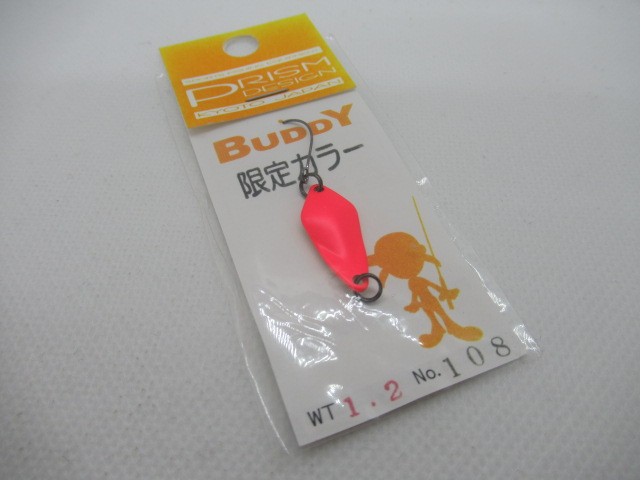 PRISM
DESIGN
KYOTO JAPAN
BUDDY
限定カラー
WT 1.2 No. 108